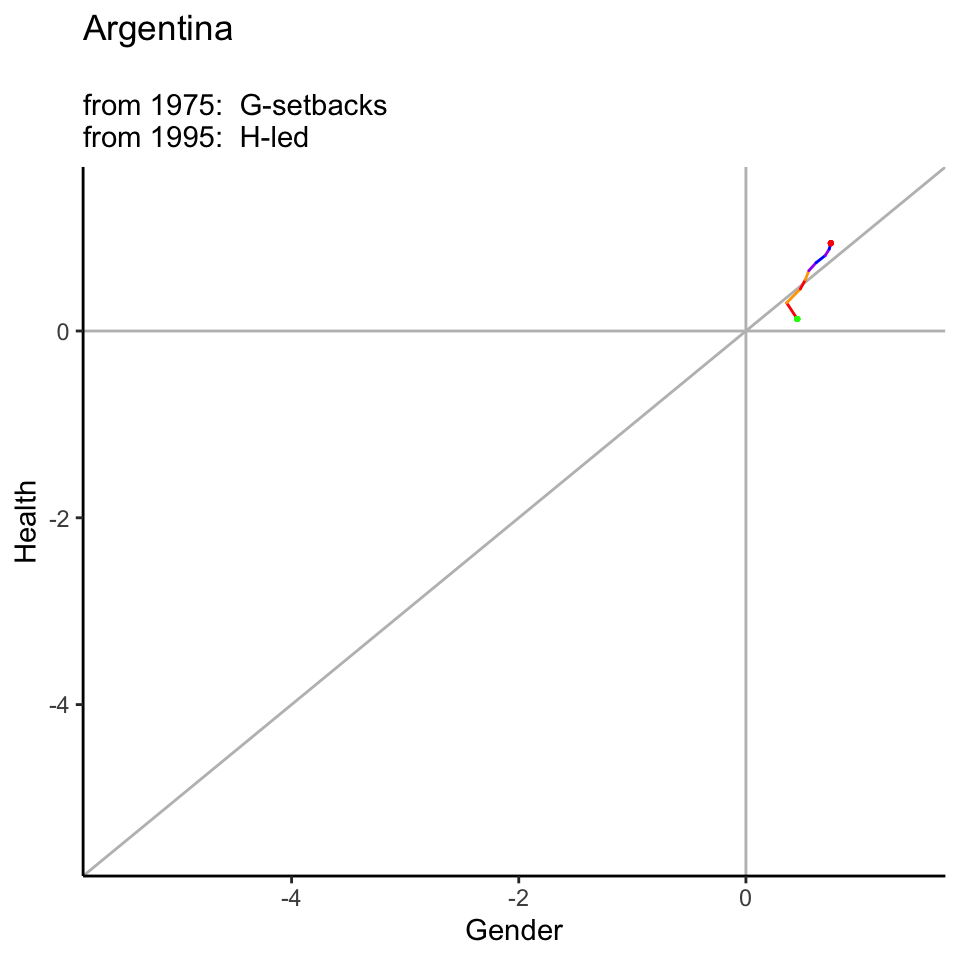 Argentina
from 1975:  G-setbacks
from 1995:  H-led
Health
0
-2
-4
-4
-2
0
Gender